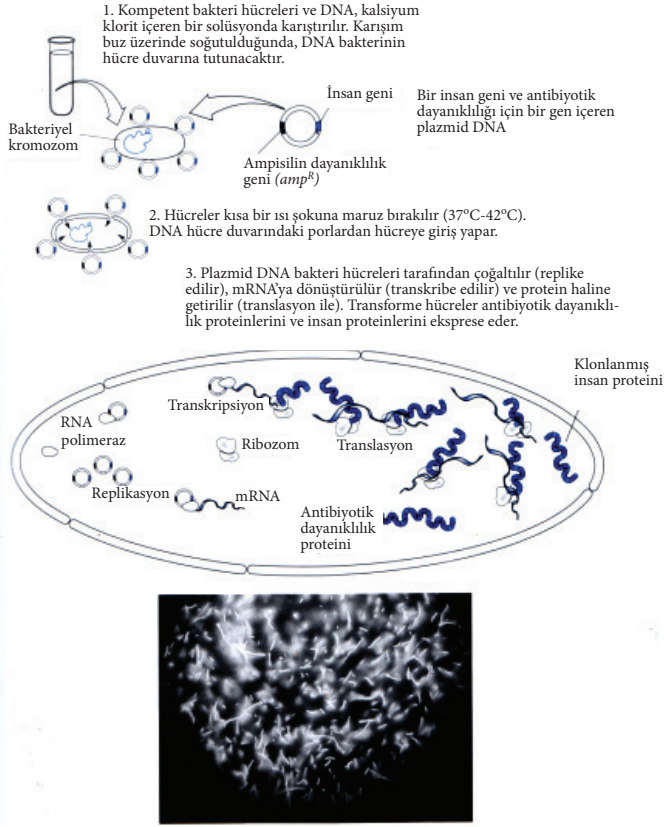 1. Kompetent bakteri hücreleri ve DNA, kalsiyum
klorit içeren bir solüsyonda karıştırılır. Karışım
buz üzerinde soğutulduğunda, DNA bakterinin
hücre duvarına tutunacaktır.
İnsan geni
Bir insan geni ve antibiyotik
dayanıklılığı için bir gen içeren
plazmid DNA
Bakteriyel
kromozom
Ampisilin dayanıklılık
geni (ampR)
2. Hücreler kısa bir ısı şokuna maruz bırakılır (37ºC-42ºC).
DNA hücre duvarındaki porlardan hücreye giriş yapar.
3. Plazmid DNA bakteri hücreleri tarafından çoğaltılır (replike
edilir), mRNA'ya dönüştürülür (transkribe edilir) ve protein haline
getirilir (translasyon ile). Transforme hücreler antibiyotik dayanıklı-
lık proteinlerini ve insan proteinlerini eksprese eder.
Klonlanmış
insan proteini
Transkripsiyon
RNA
polimeraz
Ribozom
Translasyon
Replikasyon
mRNA
Antibiyotik
dayanıklılık
proteini